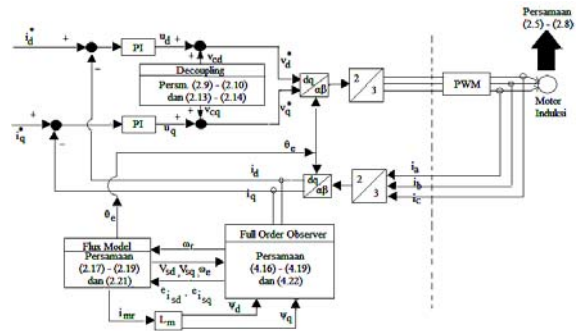 Persamaan
(2.5) - (2.8)
i*d
+
PI
ud
+
+
vcd
v*d
−
Decoupling
Persm. (2.9) - (2.10)
dan (2.13) - (2.14)
dq
αβ
2
3
PWM
Motor
Induksi
vcq
v*q
+
i*q
−
PI
uq
+
+
θe
id
iq
dq
αβ
2
3
ia
ib
ic
θe
Flux Model
Persamaan
(2.17) - (2.19)
dan (2.21)
ωr
Vsd ,Vsq ,ωe
eisd , eisq
Full Order Observer
Persamaan
(4.16) - (4.19)
dan (4.22)
imr
Lm
ψd
ψq